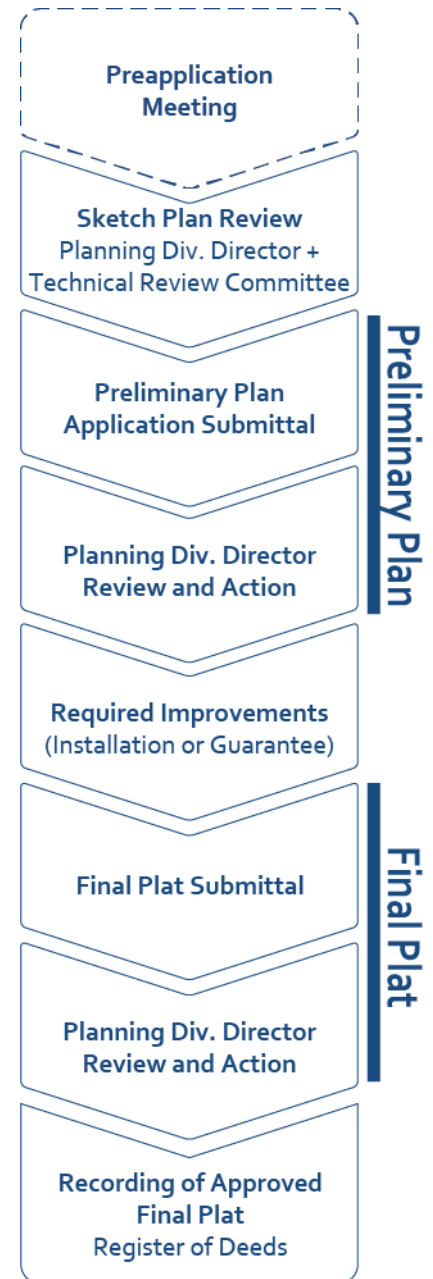 Preapplication
Meeting
Sketch Plan Review
Planning Div. Director +
Technical Review Committee
Preliminary Plan
Application Submittal
Planning Div. Director
Review and Action
Preliminary Plan
Required Improvements
(Installation or Guarantee)
Final Plat Submittal
Planning Div. Director
Review and Action
Final Plat
Recording of Approved
Final Plat
Register of Deeds